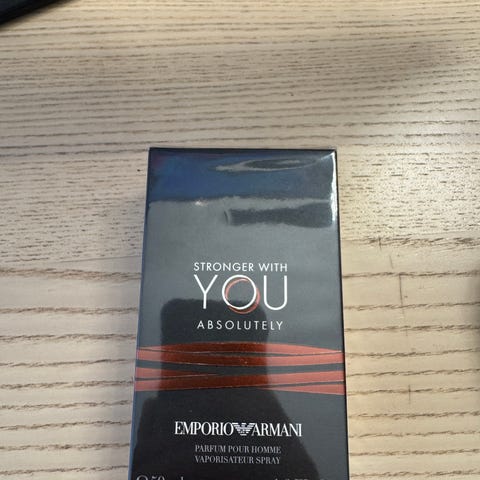 STRONGER WITH
YOU
ABSOLUTELY
EMPORIO ARMANI
PARFUM POUR HOMME
VAPORISATEUR SPRAY